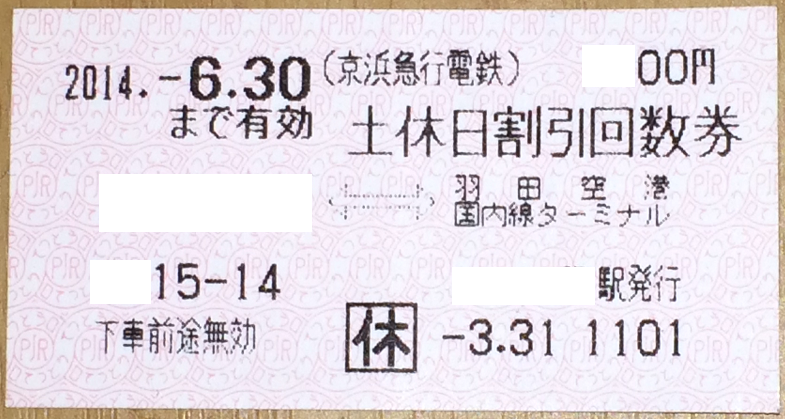 2014.-6.30 (京浜急行電鉄) 00円
まで有効 土休日割引回数券
羽田空港
国内線ターミナル
15-14 駅発行
下車前途無効 休 -3.31 1101